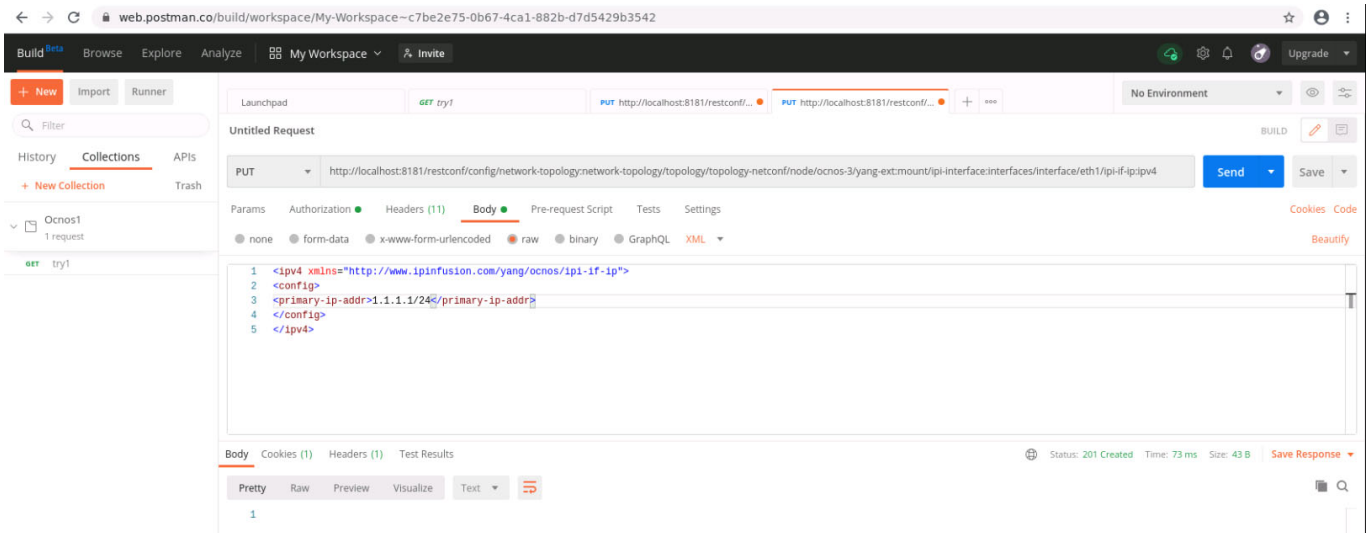 web.postman.co/build/workspace/My-Workspace~c7be2e75-0b67-4ca1-882b-d7d5429b3542
Build Beta Browse Explore Analyze My Workspace Invite Upgrade
+ New Import Runner
Launchpad GET try1 PUT http://localhost:8181/restconf/... PUT http://localhost:8181/restconf/... + ooo No Environment
Filter
Untitled Request BUILD
History Collections APIs
PUT http://localhost:8181/restconf/config/network-topology:network-topology/topology/topology-netconf/node/ocnos-3/yang-ext:mount/ipi-interface:interfaces/interface/eth1/ipi-if-ip:ipv4 Send Save
+ New Collection Trash
Params Authorization Headers (11) Body Pre-request Script Tests Settings Cookies Code
Ocnos1
1 request
none form-data x-www-form-urlencoded raw binary GraphQL XML Beautify
GET try1
1 <ipv4 xmlns="http://www.ipinfusion.com/yang/ocnos/ipi-if-ip">
2 <config>
3 <primary-ip-addr>1.1.1.1/24</primary-ip-addr>
4 </config>
5 </ipv4>
Body Cookies (1) Headers (1) Test Results Status: 201 Created Time: 73 ms Size: 43 B Save Response
Pretty Raw Preview Visualize Text
1